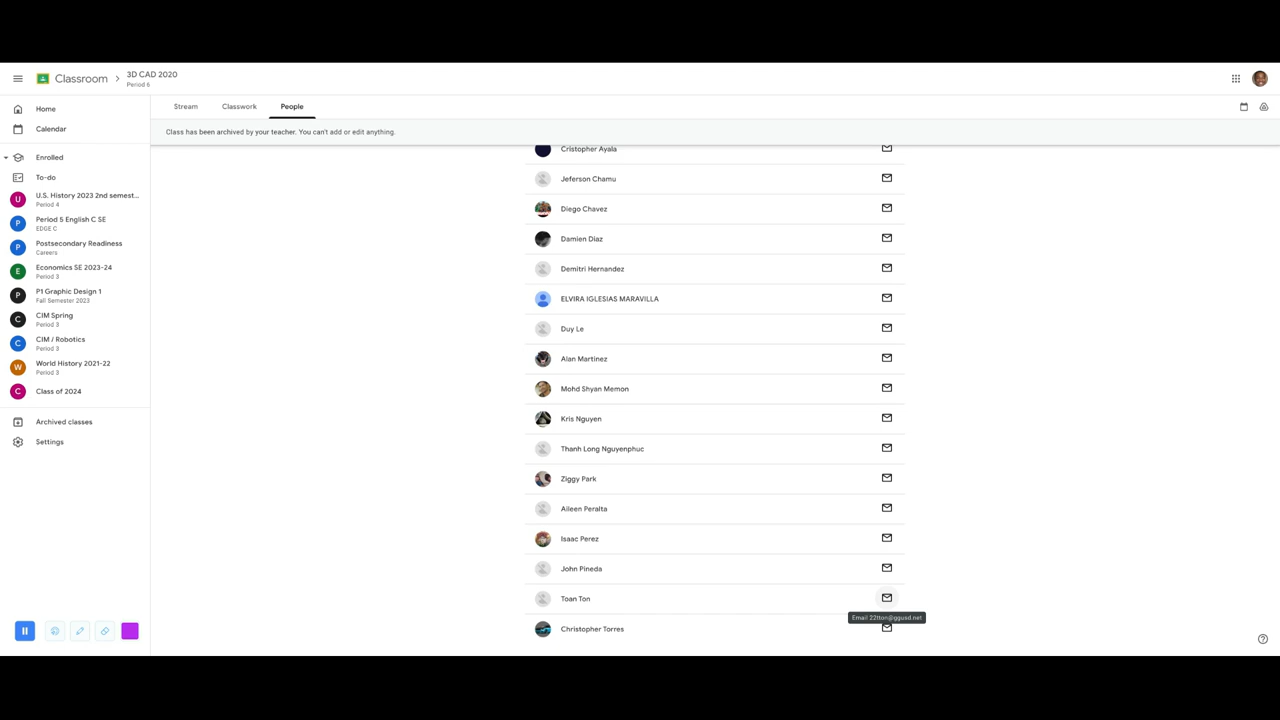 Classroom
3D CAD 2020
Period 6
Home
Calendar
Enrolled
To-do
U
U.S. History 2023 2nd semest...
Period 4
P
Period 5 English C SE
EDGE C
P
Postsecondary Readiness
Careers
E
Economics SE 2023-24
Period 3
P
P1 Graphic Design 1
Fall Semester 2023
C
CIM Spring
Period 3
C
CIM / Robotics
Period 3
W
World History 2021-22
Period 3
C
Class of 2024
Archived classes
Settings
Stream Classwork People
Class has been archived by your teacher. You can't add or edit anything.
Cristopher Ayala
Jeferson Chamu
Diego Chavez
Damien Diaz
Demitri Hernandez
ELVIRA IGLESIAS MARAVILLA
Duy Le
Alan Martinez
Mohd Shyan Memon
Kris Nguyen
Thanh Long Nguyenphuc
Ziggy Park
Aileen Peralta
Isaac Perez
John Pineda
Toan Ton
Email 22tton@ggusd.net
Christopher Torres